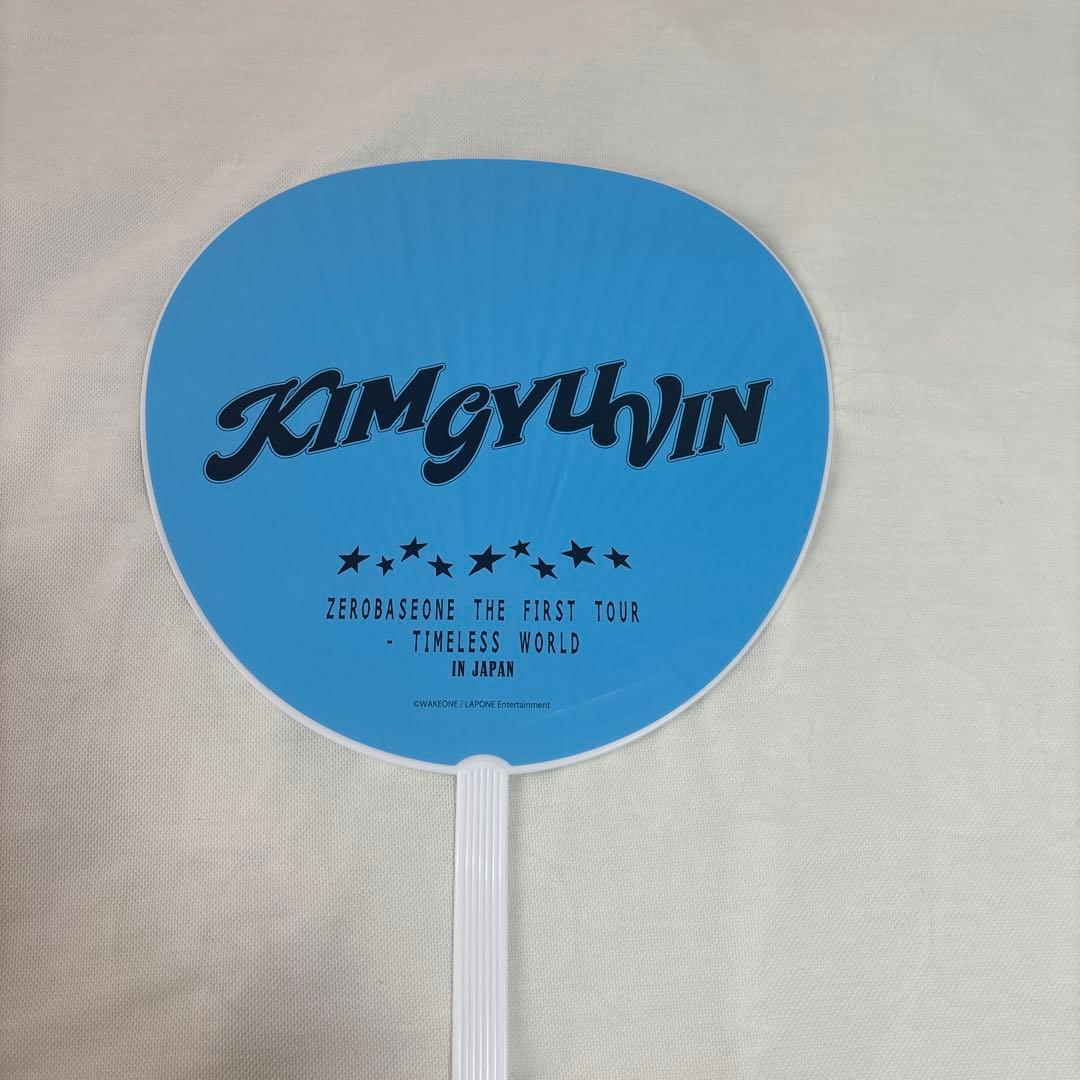 KIMGYUVIN
ZEROBASEONE THE FIRST TOUR
- TIMELESS WORLD
IN JAPAN
©WAKEONE / LAPONE Entertainment